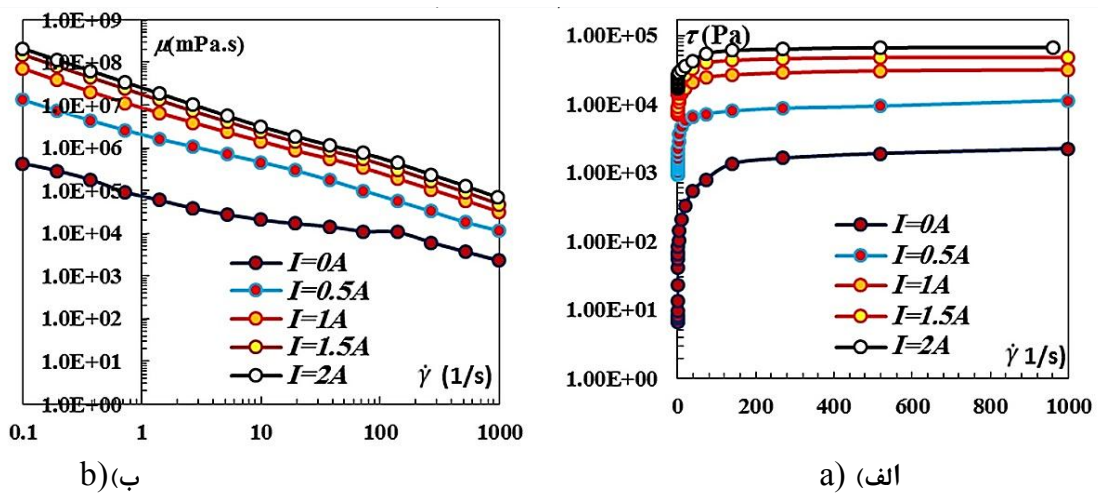 μ(mPa.s)
1.0E+09
1.0E+08
1.0E+07
1.0E+06
1.0E+05
1.0E+04
1.0E+03
1.0E+02
1.0E+01
1.0E+00
I=0A
I=0.5A
I=1A
I=1.5A
I=2A
γ̇ (1/s)
0.1 1 10 100 1000
ب) (b
τ (Pa)
1.00E+05
1.00E+04
1.00E+03
1.00E+02
1.00E+01
1.00E+00
I=0A
I=0.5A
I=1A
I=1.5A
I=2A
γ̇ 1/s)
0 200 400 600 800 1000
الف) (a